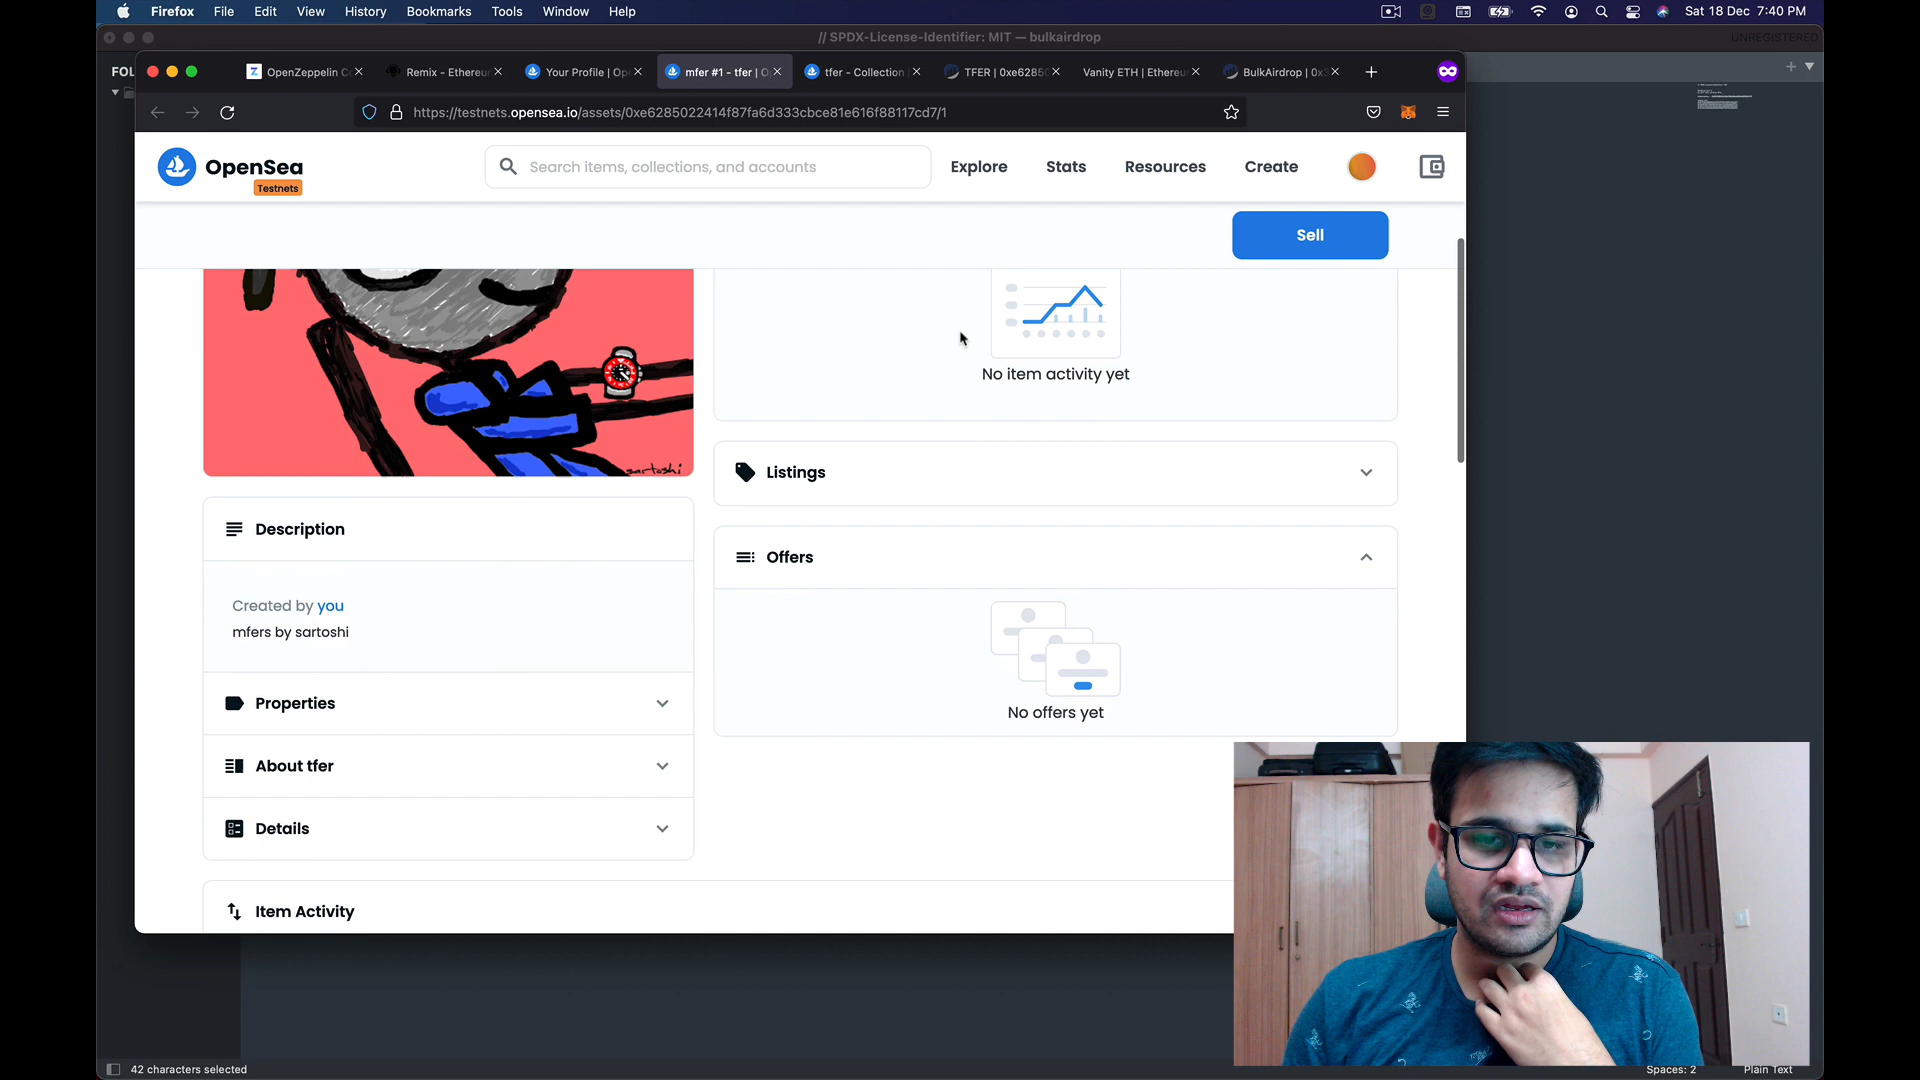 Firefox File Edit View History Bookmarks Tools Window Help Sat 18 Dec 7:40 PM
// SPDX-License-Identifier: MIT — bulkairdrop UNREGISTERED
FOL
OpenZeppelin C Remix - Ethereu Your Profile | Op mfer #1 - tfer | O tfer - Collection TFER | 0xe6285 Vanity ETH | Ethereu BulkAirdrop | 0x
https://testnets.opensea.io/assets/0xe6285022414f87fa6d333cbce81e616f88117cd7/1
OpenSea
Testnets
Search items, collections, and accounts
Explore Stats Resources Create
Sell
sartoshi
No item activity yet
Listings
Description
Offers
Created by you
mfers by sartoshi
No offers yet
Properties
About tfer
Details
Item Activity
42 characters selected Spaces: 2 Plain Text